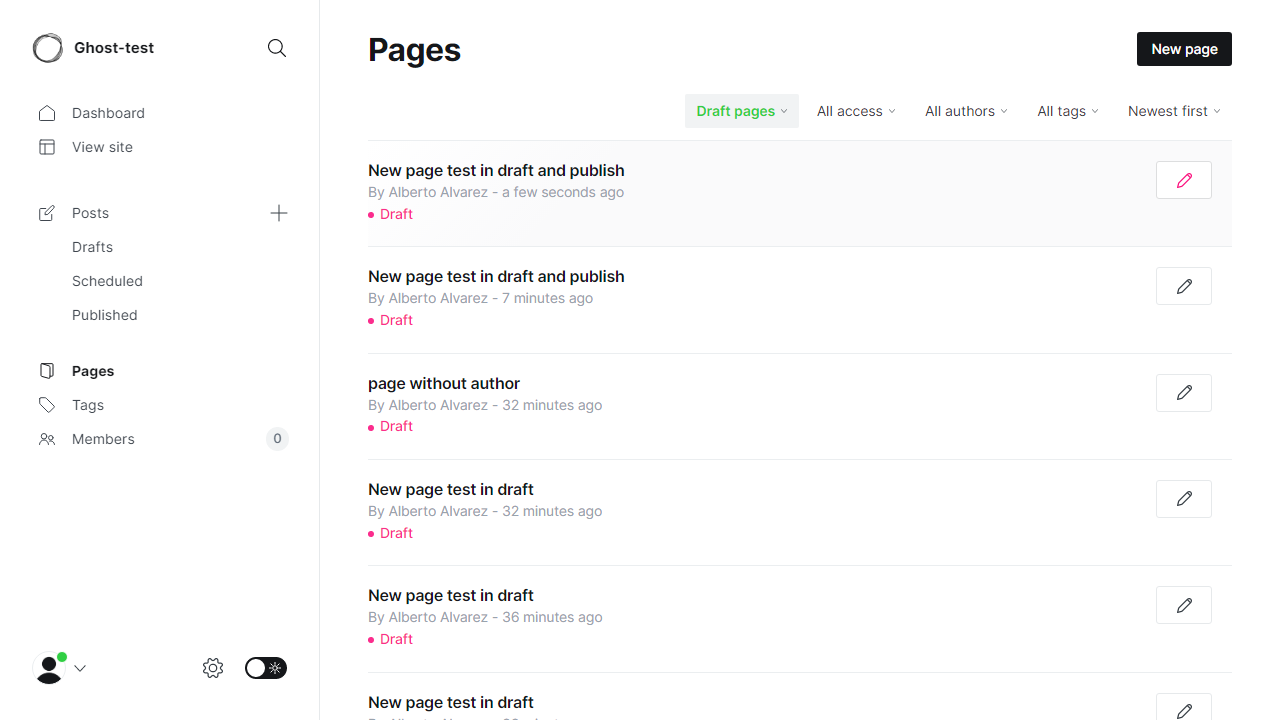 Ghost-test
Dashboard
View site
Posts
Drafts
Scheduled
Published
Pages
Tags
Members
0
Pages
New page
Draft pages
All access
All authors
All tags
Newest first
New page test in draft and publish
By Alberto Alvarez - a few seconds ago
Draft
New page test in draft and publish
By Alberto Alvarez - 7 minutes ago
Draft
page without author
By Alberto Alvarez - 32 minutes ago
Draft
New page test in draft
By Alberto Alvarez - 32 minutes ago
Draft
New page test in draft
By Alberto Alvarez - 36 minutes ago
Draft
New page test in draft